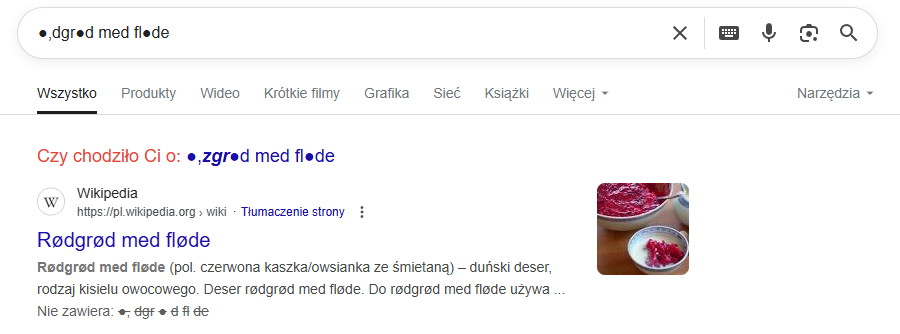 ●,dgr●d med fl●de
Wszystko Produkty Wideo Krótkie filmy Grafika Sieć Książki Więcej Narzędzia
Czy chodziło Ci o: ●,zgr●d med fl●de
W Wikipedia
https://pl.wikipedia.org › wiki · Tłumaczenie strony
Rødgrød med fløde
Rødgrød med fløde (pol. czerwona kaszka/owsianka ze śmietaną) – duński deser,
rodzaj kisielu owocowego. Deser rødgrød med fløde. Do rødgrød med fløde używa ...
Nie zawiera: ●, dgr ● d fl de